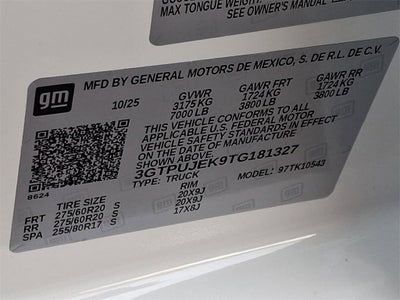 MAX TONGUE WEIGHT,
SEE OWNER'S MANUAL
gm
MFD BY GENERAL MOTORS DE MEXICO, S. DE R.L. DE C.V.
10/25 GVWR GAWR FRT GAWR RR
3175 KG 1724 KG 1724 KG
7000 LB 3800 LB 3800 LB
THIS VEHICLE CONFORMS TO ALL
APPLICABLE U.S. FEDERAL MOTOR
VEHICLE SAFETY STANDARDS IN EFFECT
ON THE DATE OF MANUFACTURE
3GTPUJEK9TG181327
TYPE: TRUCK MODEL: 97TK10543
8624
TIRE SIZE RIM
FRT 275/60R20 S 20X9J
RR 275/60R20 S 20X9J
SPA 255/80R17 S 17X8J